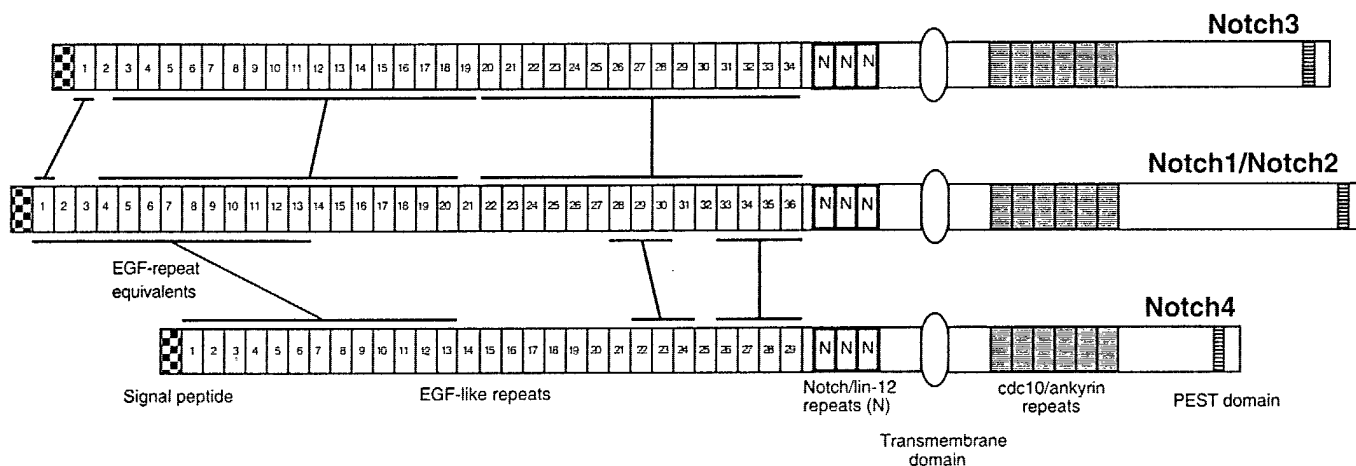 Notch3
1 2 3 4 5 6 7 8 9 10 11 12 13 14 15 16 17 18 19 20 21 22 23 24 25 26 27 28 29 30 31 32 33 34 N N N
Notch1/Notch2
1 2 3 4 5 6 7 8 9 10 11 12 13 14 15 16 17 18 19 20 21 22 23 24 25 26 27 28 29 30 31 32 33 34 35 36 N N N
EGF-repeat
equivalents
Notch4
1 2 3 4 5 6 7 8 9 10 11 12 13 14 15 16 17 18 19 20 21 22 23 24 25 26 27 28 29 N N N
Signal peptide
EGF-like repeats
Notch/lin-12
repeats (N)
cdc10/ankyrin
repeats
PEST domain
Transmembrane
domain